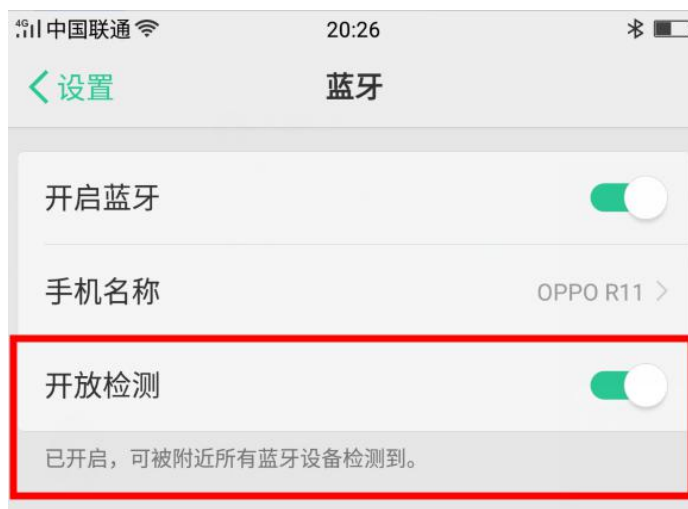 4G 中国联通 20:26
设置 蓝牙
开启蓝牙
手机名称 OPPO R11
开放检测
已开启，可被附近所有蓝牙设备检测到。